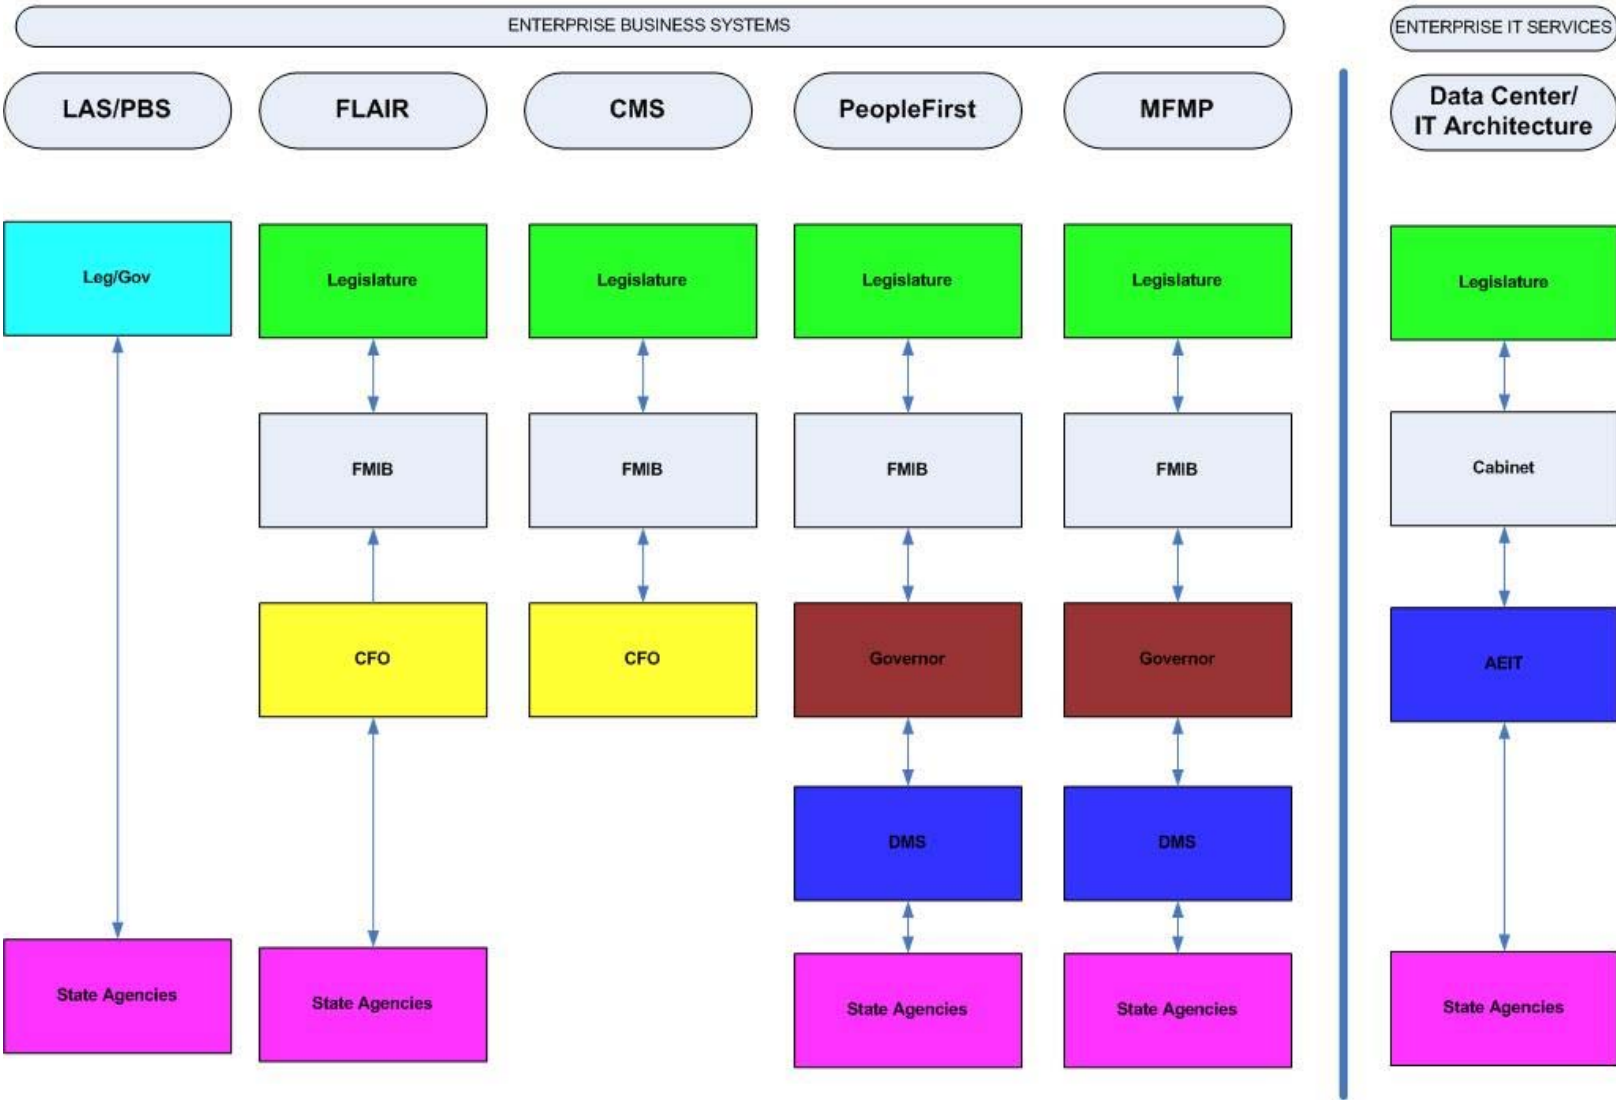 ENTERPRISE BUSINESS SYSTEMS
ENTERPRISE IT SERVICES
LAS/PBS
FLAIR
CMS
PeopleFirst
MFMP
Data Center/
IT Architecture
Leg/Gov
Legislature
Legislature
Legislature
Legislature
Legislature
FMIB
FMIB
FMIB
FMIB
Cabinet
CFO
CFO
Governor
Governor
AEIT
DMS
DMS
State Agencies
State Agencies
State Agencies
State Agencies
State Agencies